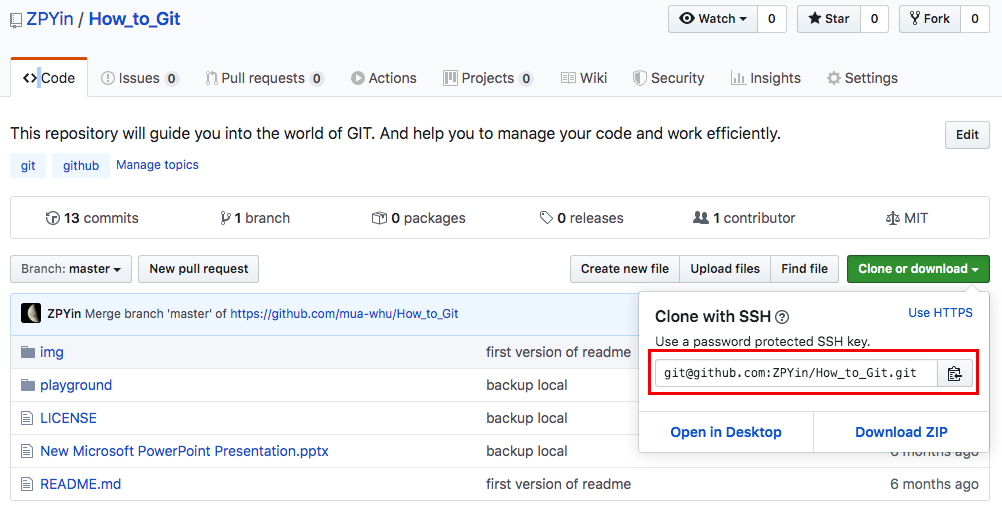 ZPYin / How_to_Git
Watch 0 Star 0 Fork 0
Code Issues 0 Pull requests 0 Actions Projects 0 Wiki Security Insights Settings
This repository will guide you into the world of GIT. And help you to manage your code and work efficiently.
Edit
git github Manage topics
13 commits 1 branch 0 packages 0 releases 1 contributor MIT
Branch: master New pull request Create new file Upload files Find file Clone or download
ZPYin Merge branch 'master' of https://github.com/mua-whu/How_to_Git
img first version of readme
playground backup local
LICENSE backup local
New Microsoft PowerPoint Presentation.pptx backup local 6 months ago
README.md first version of readme 6 months ago
Clone with SSH ? Use HTTPS
Use a password protected SSH key.
git@github.com:ZPYin/How_to_Git.git
Open in Desktop Download ZIP